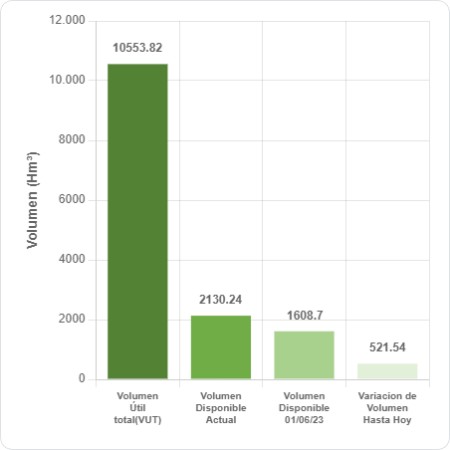 12.000
10553.82
10.000
8000
Volumen (Hm³)
6000
4000
2130.24
2000
1608.7
521.54
0
Volumen
Útil
total(VUT)
Volumen
Disponible
Actual
Volumen
Disponible
01/06/23
Variacion de
Volumen
Hasta Hoy